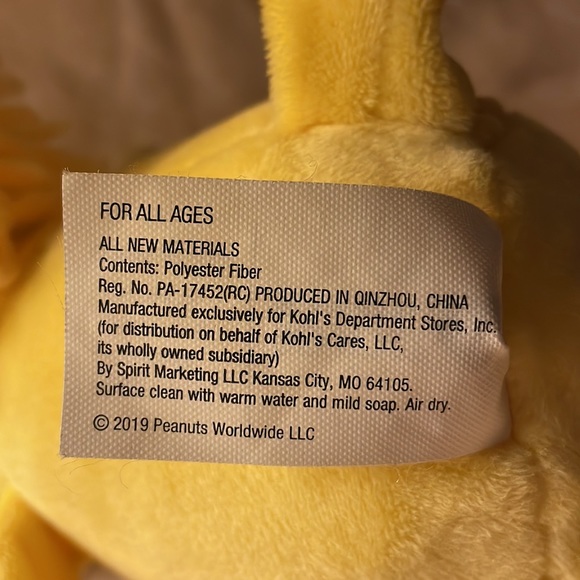 FOR ALL AGES
ALL NEW MATERIALS
Contents: Polyester Fiber
Reg. No. PA-17452(RC) PRODUCED IN QINZHOU, CHINA
Manufactured exclusively for Kohl's Department Stores, Inc.
(for distribution on behalf of Kohl's Cares, LLC,
its wholly owned subsidiary)
By Spirit Marketing LLC Kansas City, MO 64105.
Surface clean with warm water and mild soap. Air dry.
© 2019 Peanuts Worldwide LLC